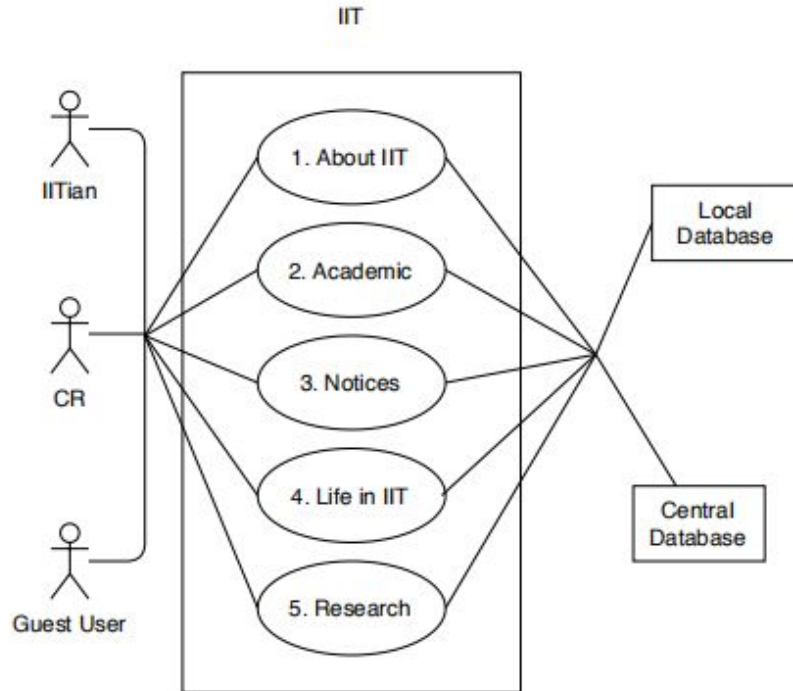 IIT
IITian
CR
Guest User
1. About IIT
2. Academic
3. Notices
4. Life in IIT
5. Research
Local
Database
Central
Database